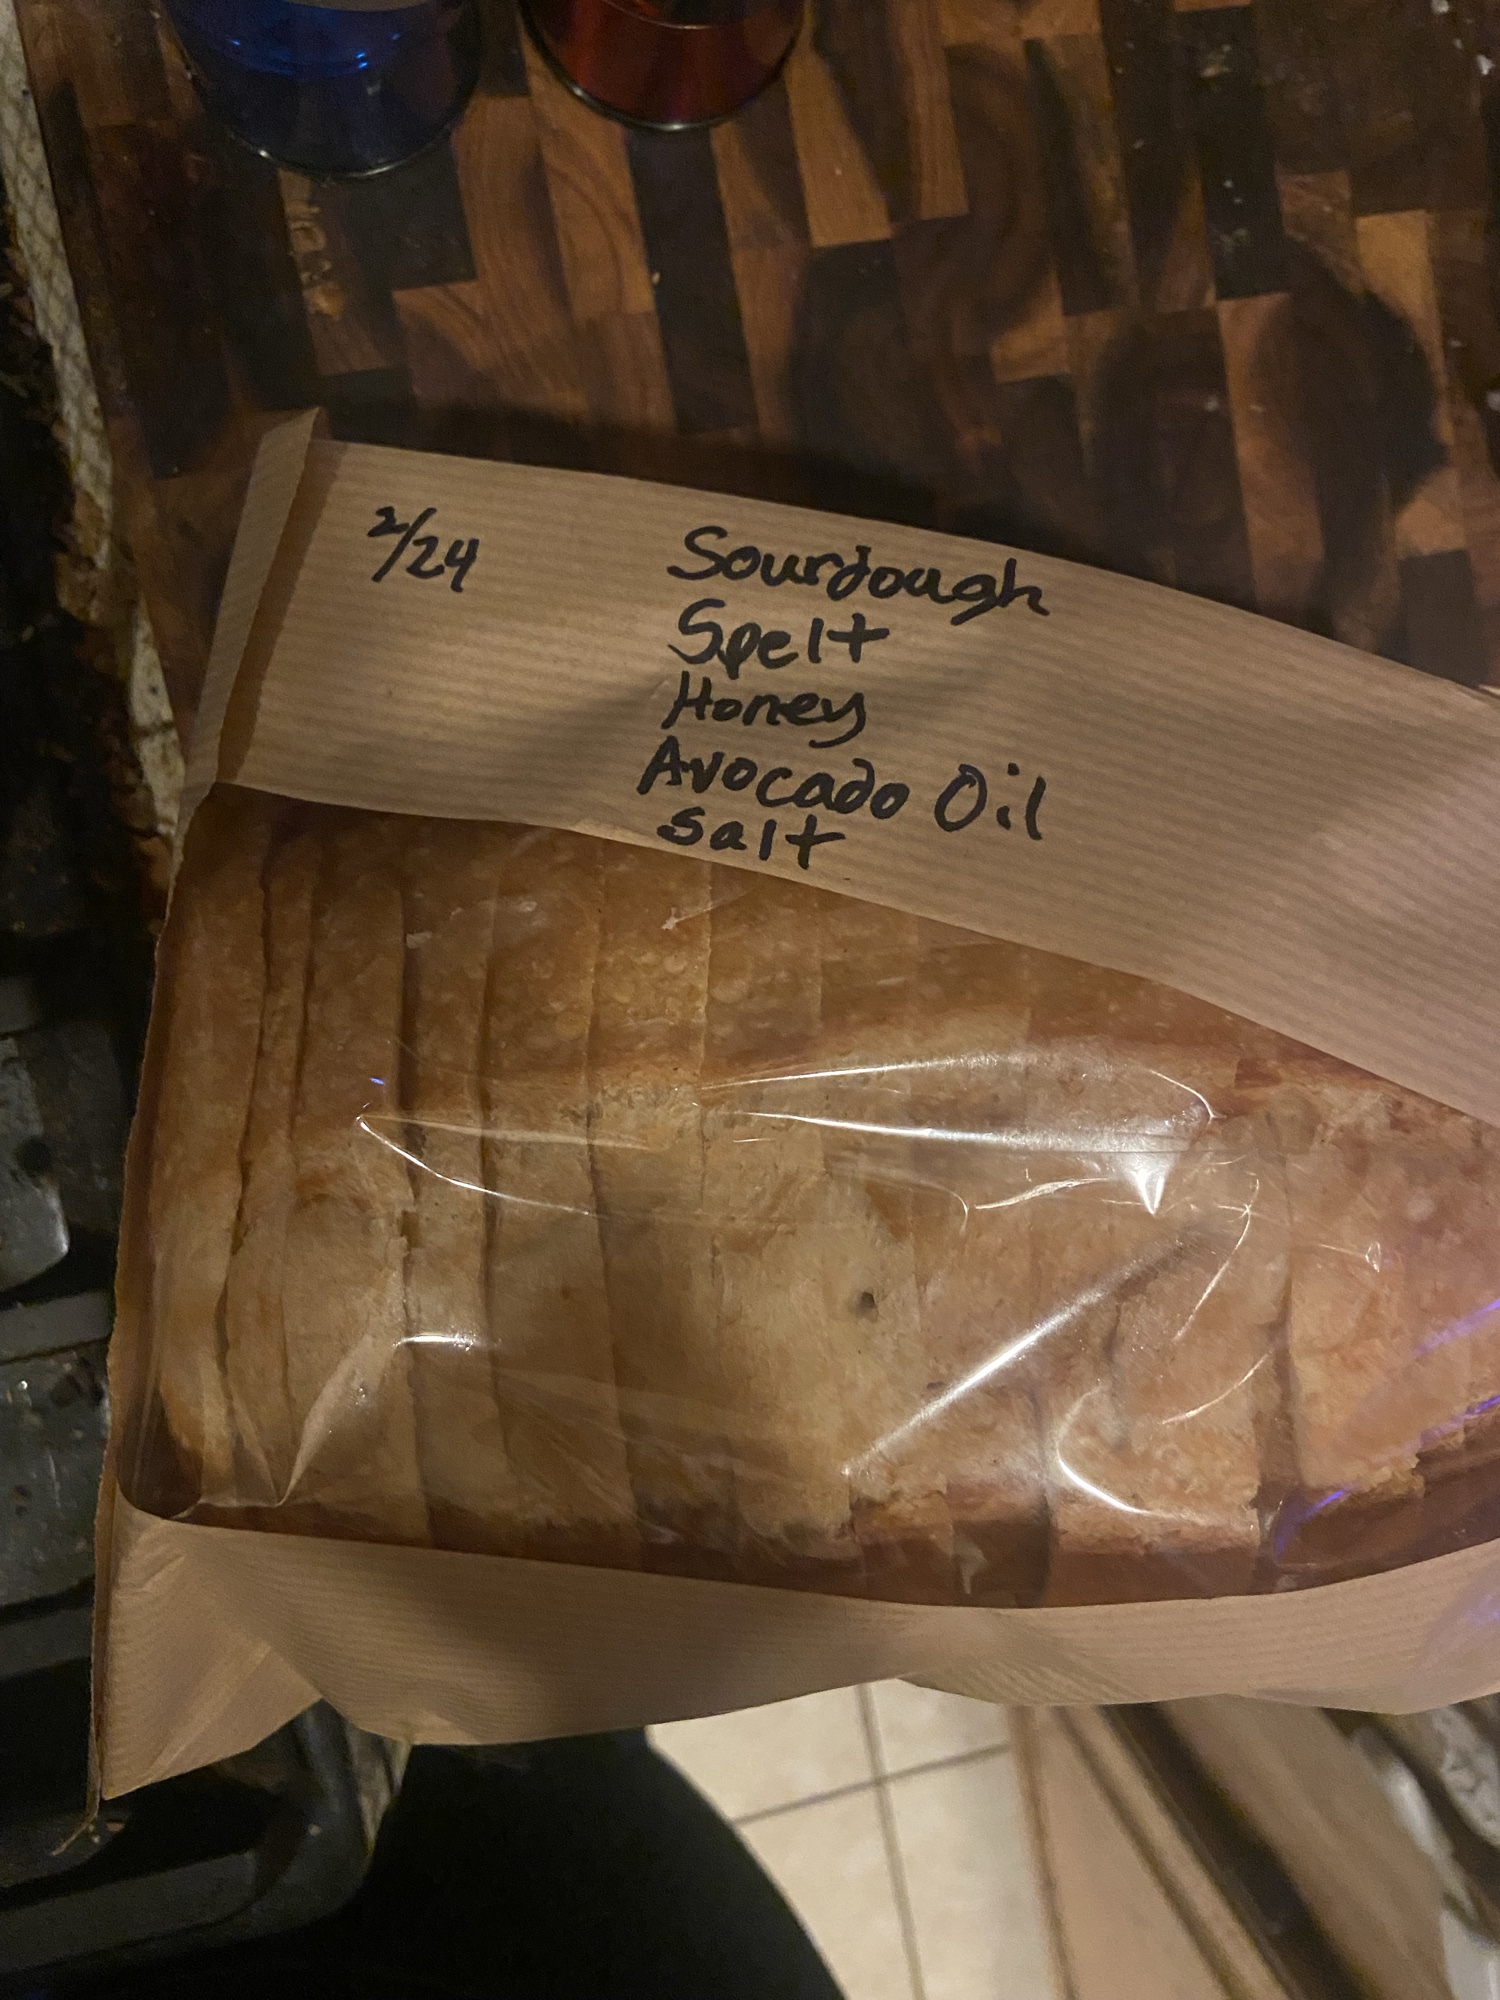 2/24
Sourdough
Spelt
Honey
Avocado Oil
salt